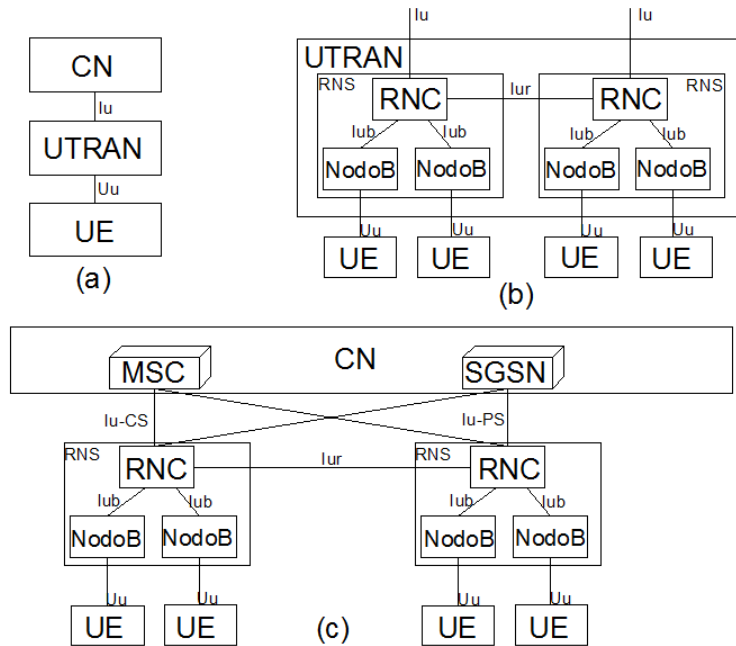 CN
Iu
UTRAN
Uu
UE
(a)
Iu Iu
UTRAN
RNS RNS
RNC Iur RNC
Iub Iub Iub Iub
NodoB NodoB NodoB NodoB
Uu Uu Uu Uu
UE UE UE UE
(b)
CN
MSC SGSN
Iu-CS Iu-PS
RNS RNS
RNC Iur RNC
Iub Iub Iub Iub
NodoB NodoB NodoB NodoB
Uu Uu Uu Uu
UE UE UE UE
(c)